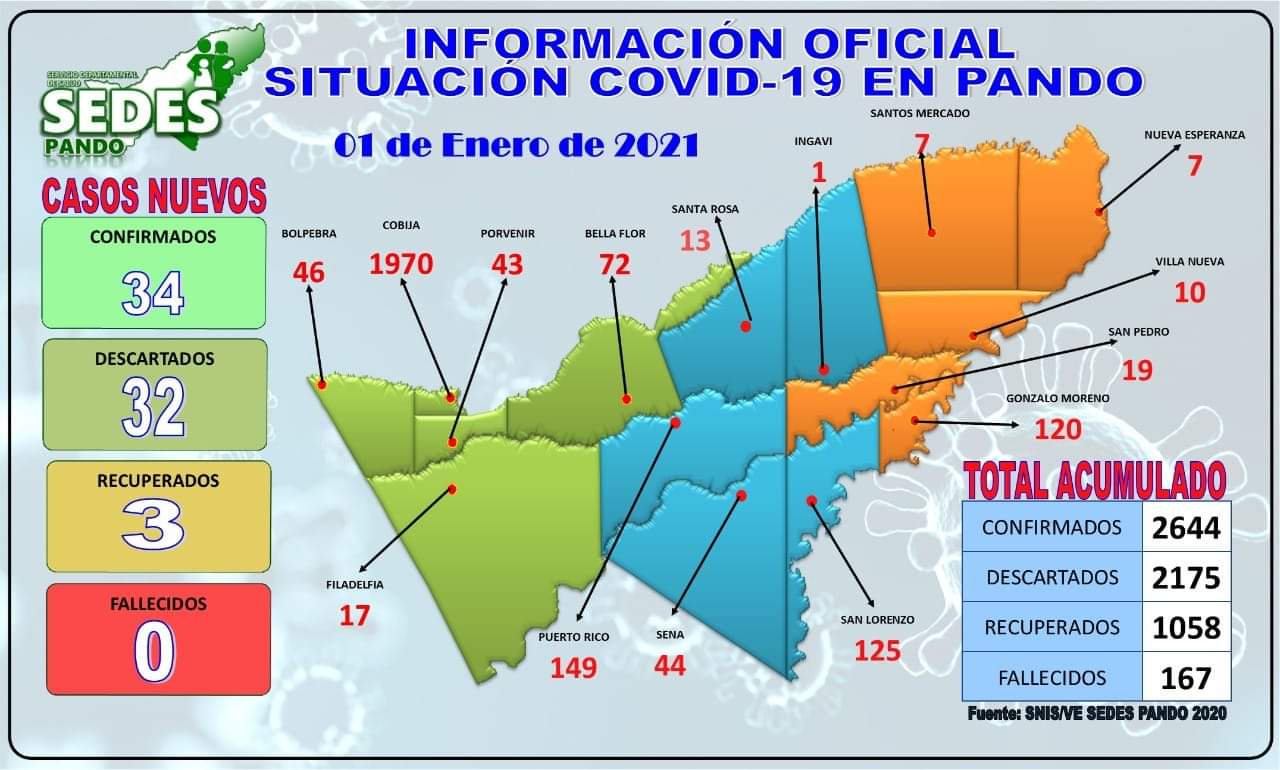 INFORMACIÓN OFICIAL
SITUACIÓN COVID-19 EN PANDO
01 de Enero de 2021
SERVICIO DEPARTAMENTAL
DE SALUD
SEDES
PANDO
CASOS NUEVOS
CONFIRMADOS
34
DESCARTADOS
32
RECUPERADOS
3
FALLECIDOS
0
BOLPEBRA
46
COBIJA
1970
PORVENIR
43
BELLA FLOR
72
SANTA ROSA
13
INGAVI
1
SANTOS MERCADO
7
NUEVA ESPERANZA
7
VILLA NUEVA
10
SAN PEDRO
19
GONZALO MORENO
120
FILADELFIA
17
PUERTO RICO
149
SENA
44
SAN LORENZO
125
TOTAL ACUMULADO
CONFIRMADOS 2644
DESCARTADOS 2175
RECUPERADOS 1058
FALLECIDOS 167
Fuente: SNIS/VE SEDES PANDO 2020